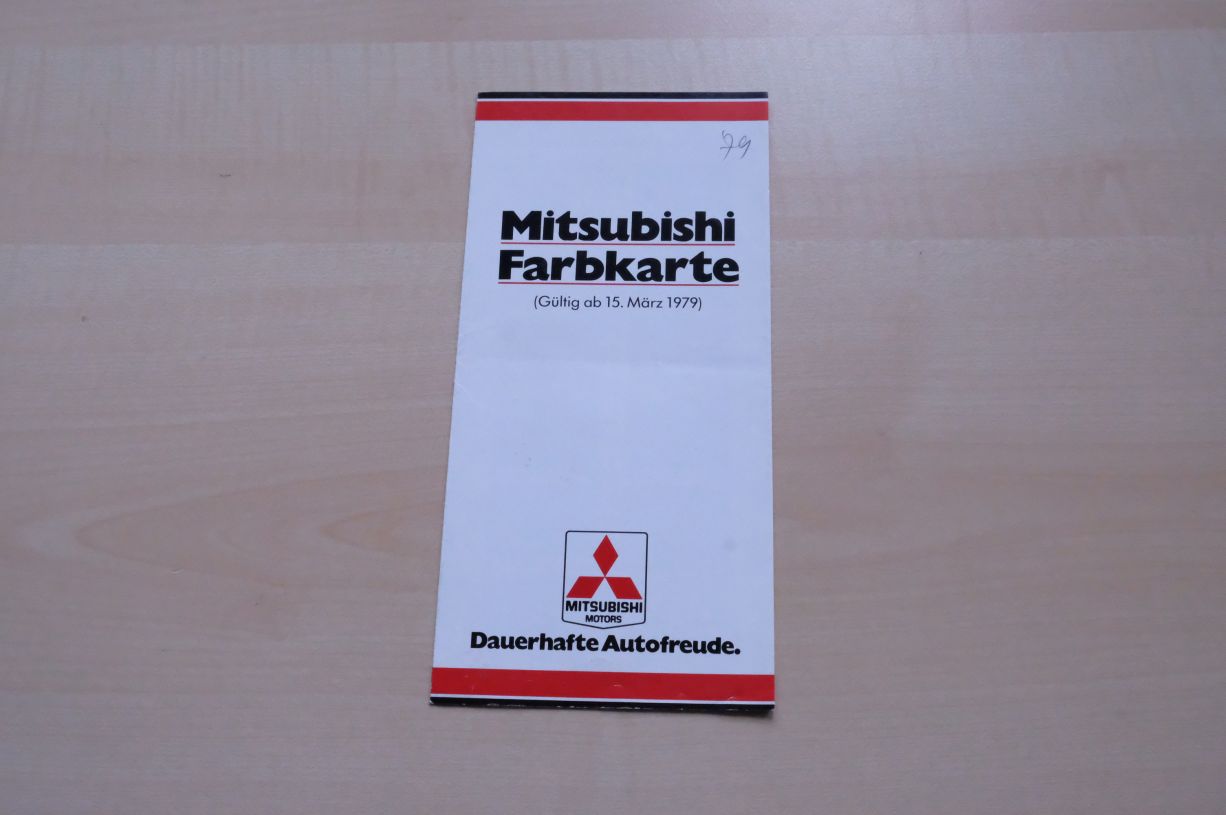 '79
Mitsubishi
Farbkarte
(Gültig ab 15. März 1979)
MITSUBISHI
MOTORS
Dauerhafte Autofreude.